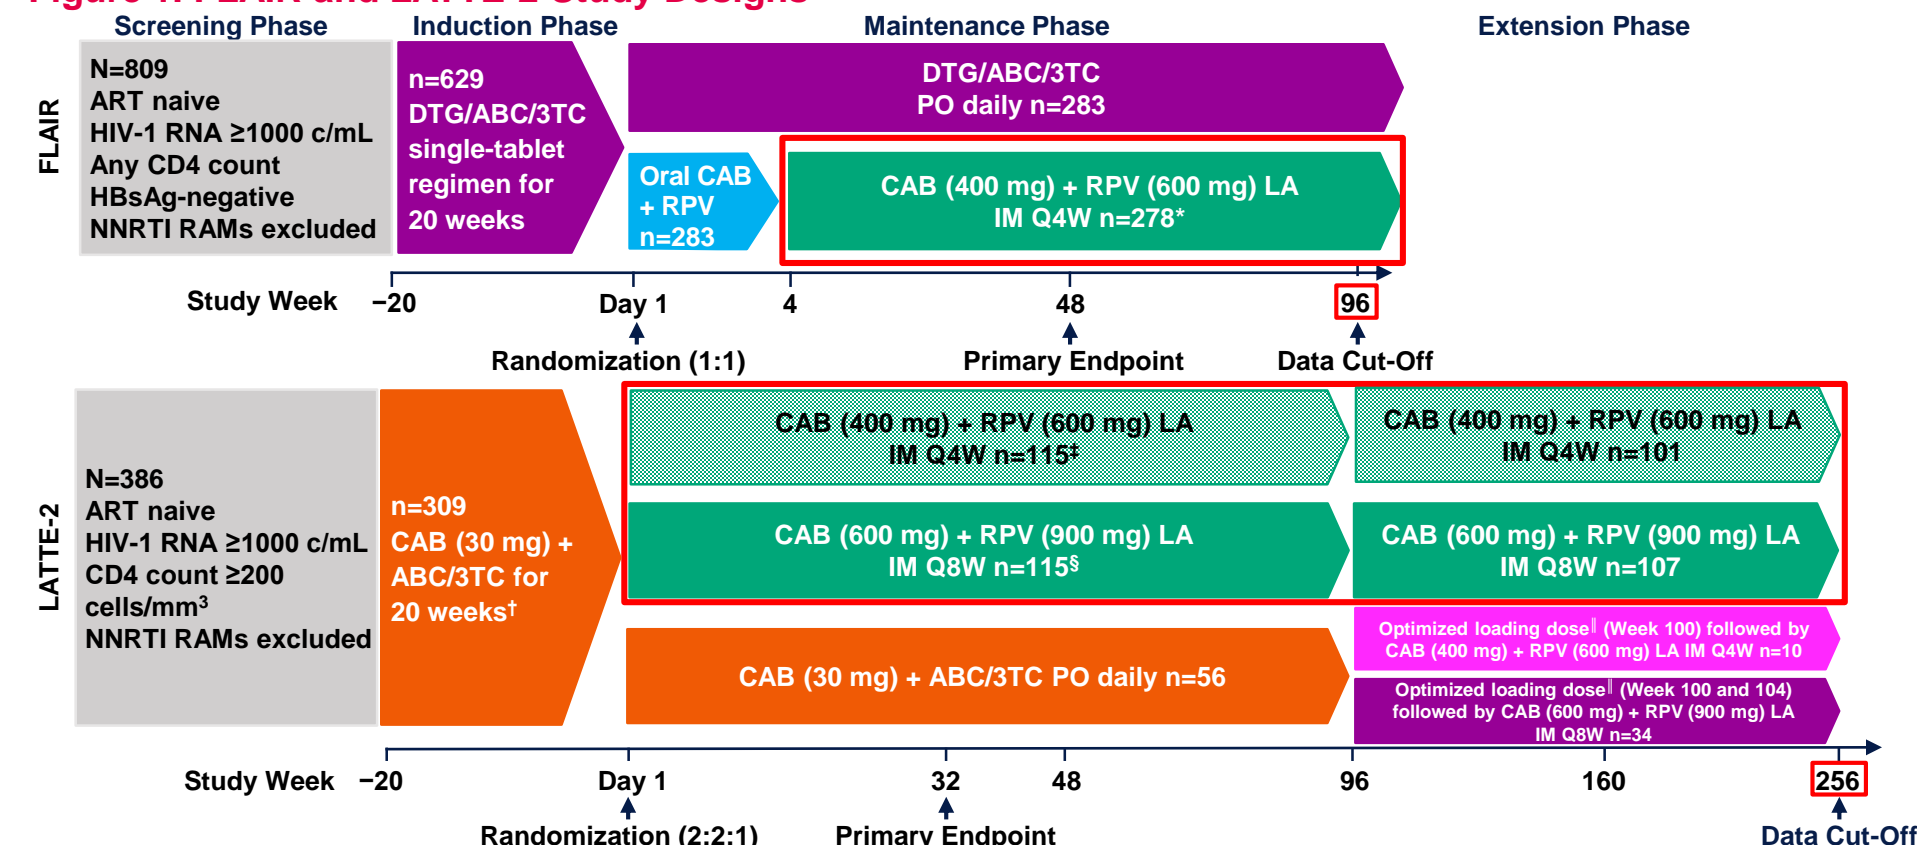 Figure 1. FLAIR and LATTE-2 Study Designs
Screening Phase
Induction Phase
Maintenance Phase
Extension Phase
FLAIR
N=809
ART naive
HIV-1 RNA ≥1000 c/mL
Any CD4 count
HBsAg-negative
NNRTI RAMs excluded
n=629
DTG/ABC/3TC
single-tablet
regimen for
20 weeks
DTG/ABC/3TC
PO daily n=283
Oral CAB
+ RPV
n=283
CAB (400 mg) + RPV (600 mg) LA
IM Q4W n=278*
Study Week
−20
Day 1
4
48
96
Randomization (1:1)
Primary Endpoint
Data Cut-Off
LATTE-2
N=386
ART naive
HIV-1 RNA ≥1000 c/mL
CD4 count ≥200
cells/mm³
NNRTI RAMs excluded
n=309
CAB (30 mg) +
ABC/3TC for
20 weeks†
CAB (400 mg) + RPV (600 mg) LA
IM Q4W n=115‡
CAB (400 mg) + RPV (600 mg) LA
IM Q4W n=101
CAB (600 mg) + RPV (900 mg) LA
IM Q8W n=115§
CAB (600 mg) + RPV (900 mg) LA
IM Q8W n=107
CAB (30 mg) + ABC/3TC PO daily n=56
Optimized loading dose‖ (Week 100) followed by
CAB (400 mg) + RPV (600 mg) LA IM Q4W n=10
Optimized loading dose‖ (Week 100 and 104)
followed by CAB (600 mg) + RPV (900 mg) LA
IM Q8W n=34
Study Week
−20
Day 1
32
48
96
160
256
Randomization (2:2:1)
Primary Endpoint
Data Cut-Off